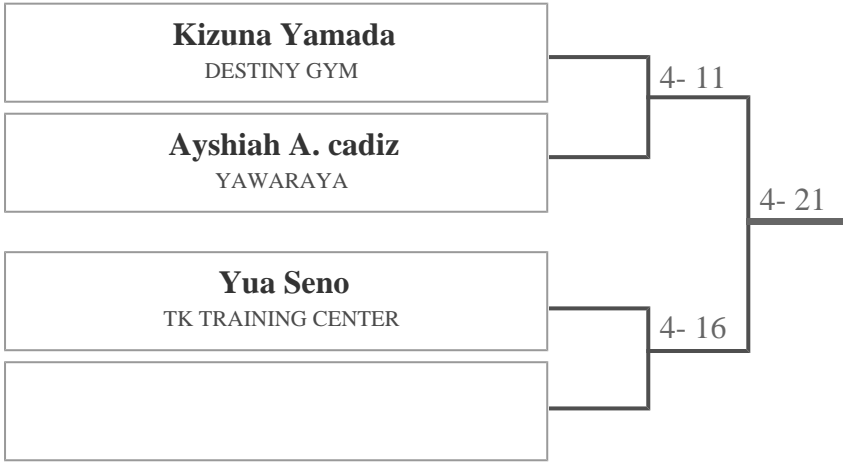 Kizuna Yamada
DESTINY GYM
4- 11
Ayshiah A. cadiz
YAWARAYA
4- 21
Yua Seno
TK TRAINING CENTER
4- 16